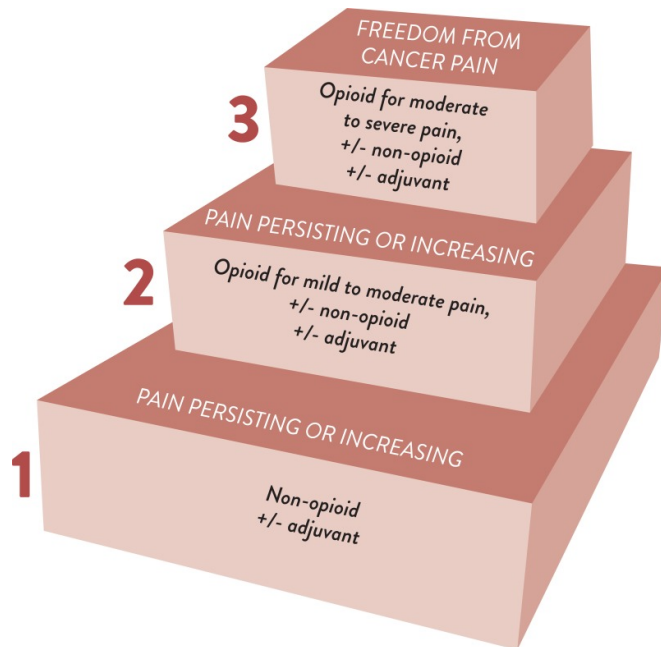 FREEDOM FROM
CANCER PAIN
3
Opioid for moderate
to severe pain,
+/- non-opioid
+/- adjuvant
PAIN PERSISTING OR INCREASING
2
Opioid for mild to moderate pain,
+/- non-opioid
+/- adjuvant
PAIN PERSISTING OR INCREASING
1
Non-opioid
+/- adjuvant